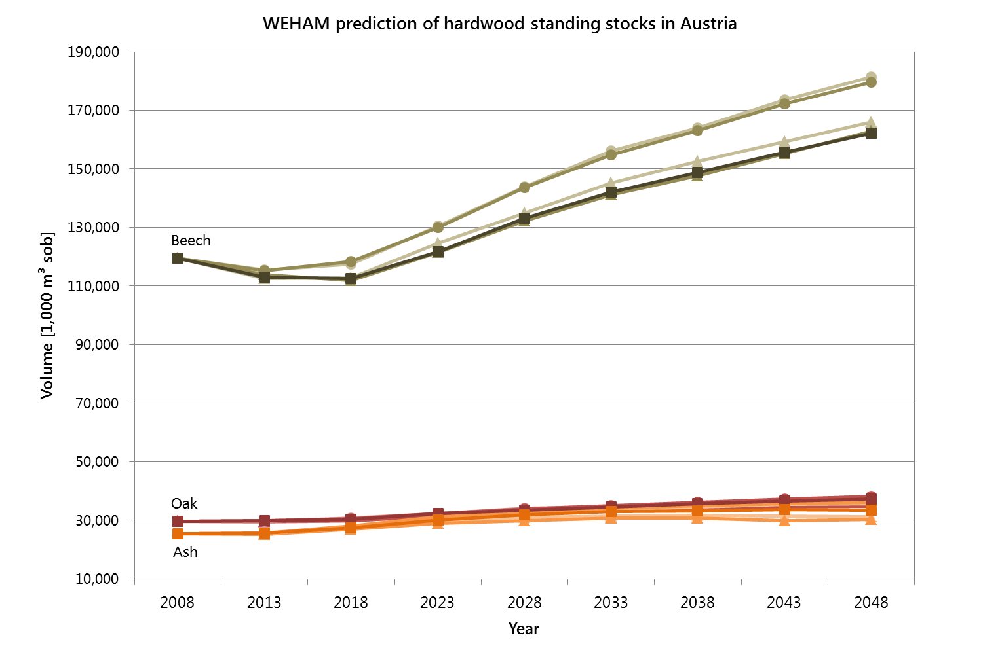 WEHAM prediction of hardwood standing stocks in Austria
190,000
170,000
150,000
130,000
110,000
90,000
70,000
50,000
30,000
10,000
Volume [1,000 m³ sob]
Beech
Oak
Ash
2008 2013 2018 2023 2028 2033 2038 2043 2048
Year